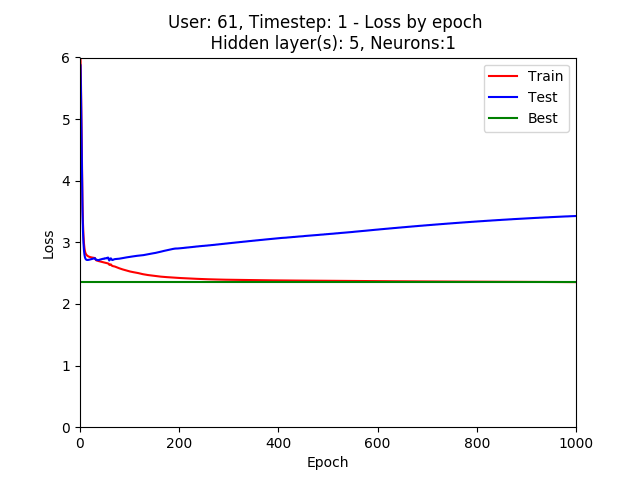 User: 61, Timestep: 1 - Loss by epoch
Hidden layer(s): 5, Neurons:1
6
5
4
3
2
1
0
Loss
Train
Test
Best
0 200 400 600 800 1000
Epoch